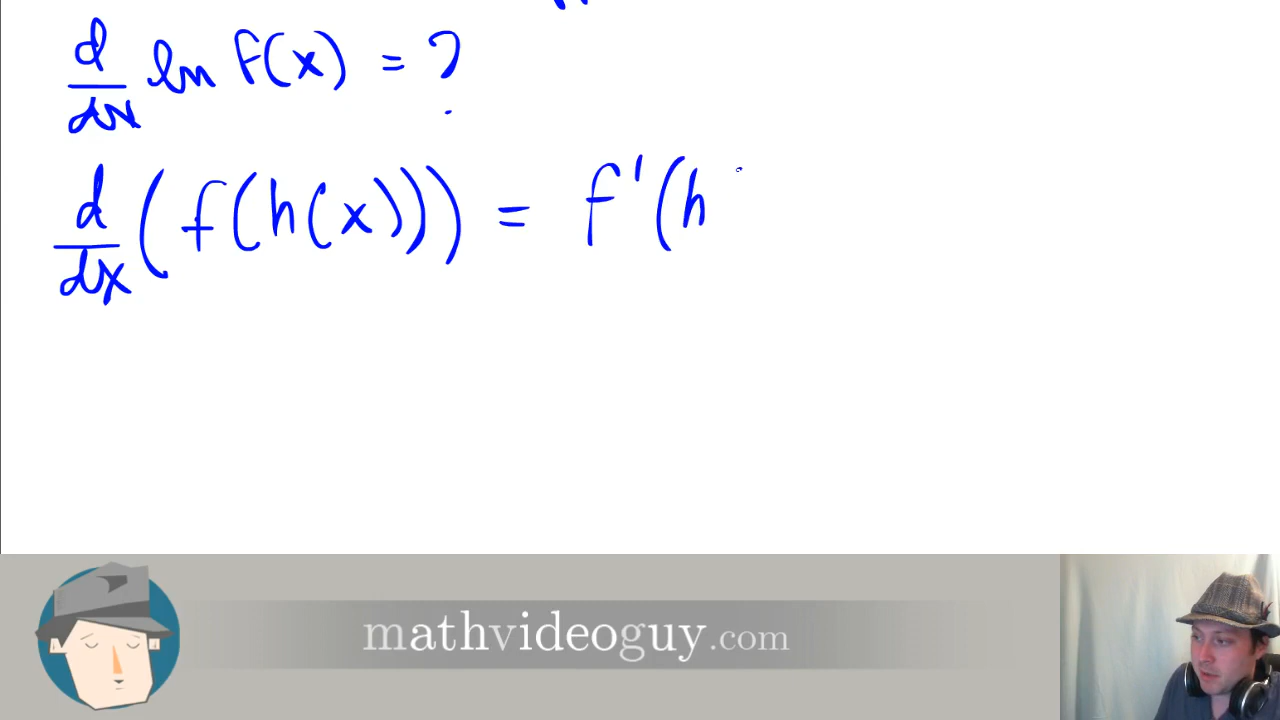 d/dx ln f(x) = ?
d/dx (f(h(x))) = f'(h
mathvideoguy.com